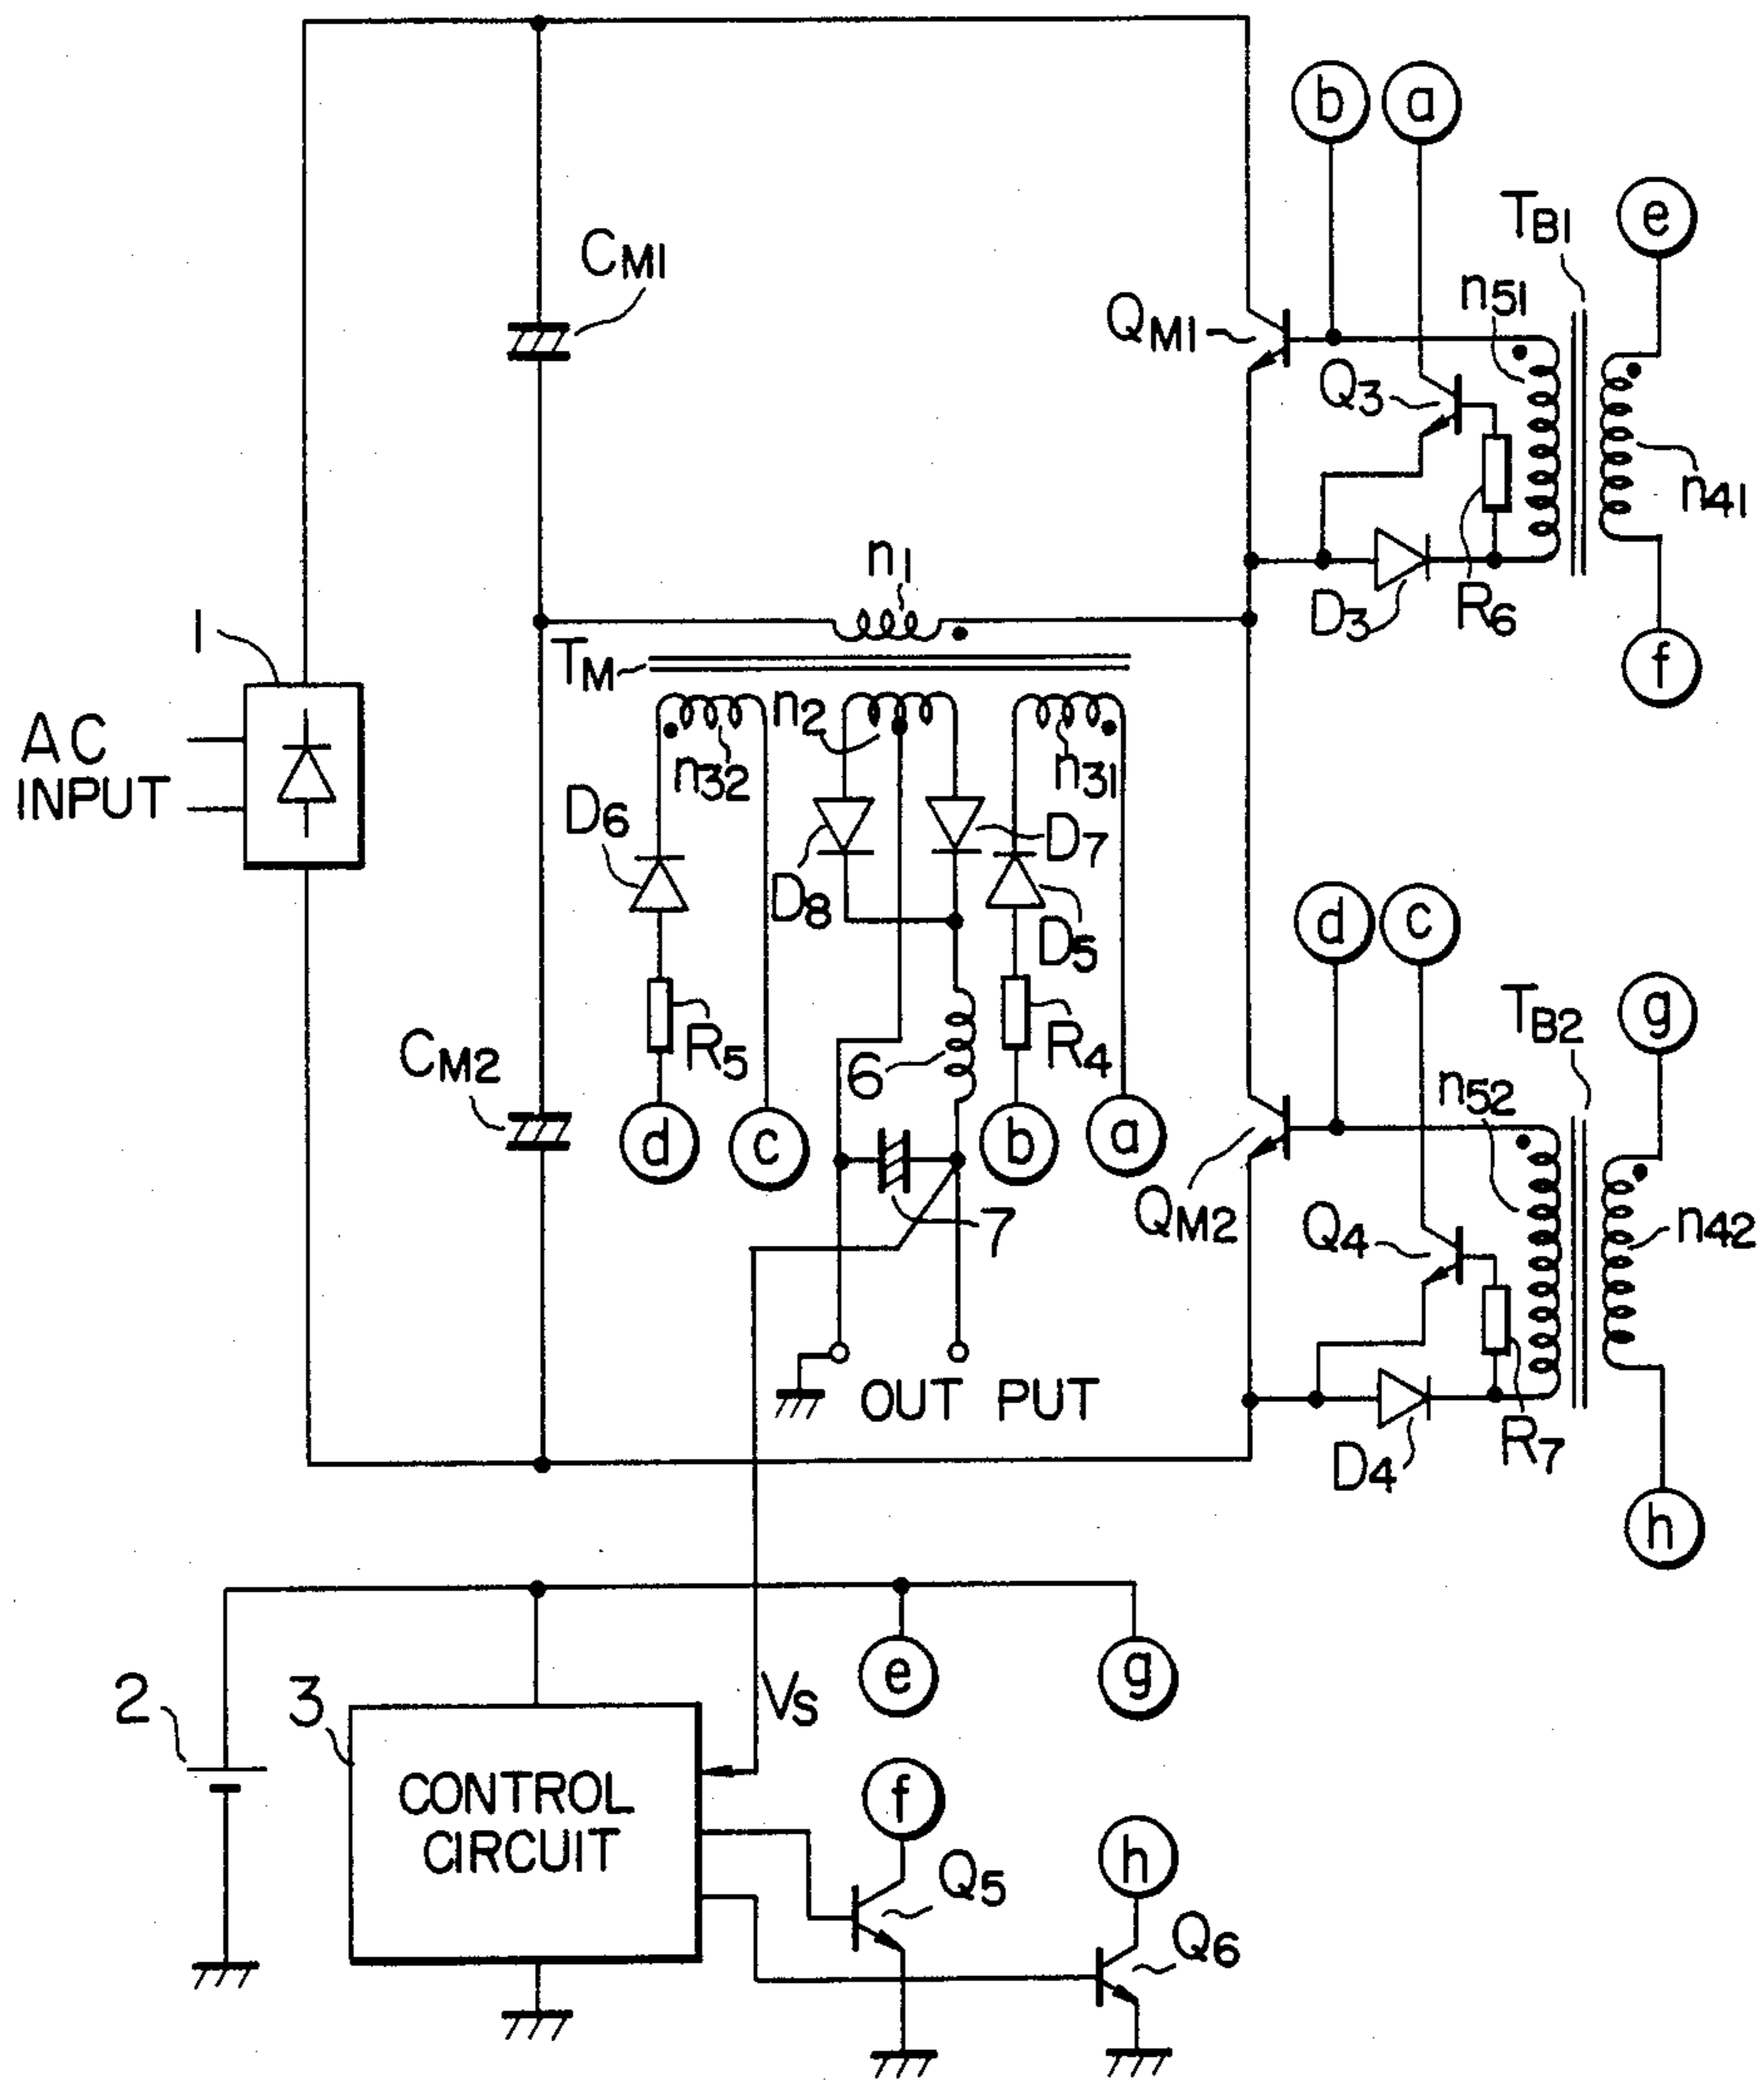 b a
e
TB1
CM1
n51
QM1
Q3
n41
n1
D3 R6
1
TM
f
AC
INPUT
n2
n32
n31
D6
D7
D8
D5
d c
g
TB2
R5
6
R4
CM2
n52
d c b a
QM2
7
Q4
n42
OUT PUT
R7
D4
h
e
g
2
3
VS
f
CONTROL
CIRCUIT
h
Q5
Q6